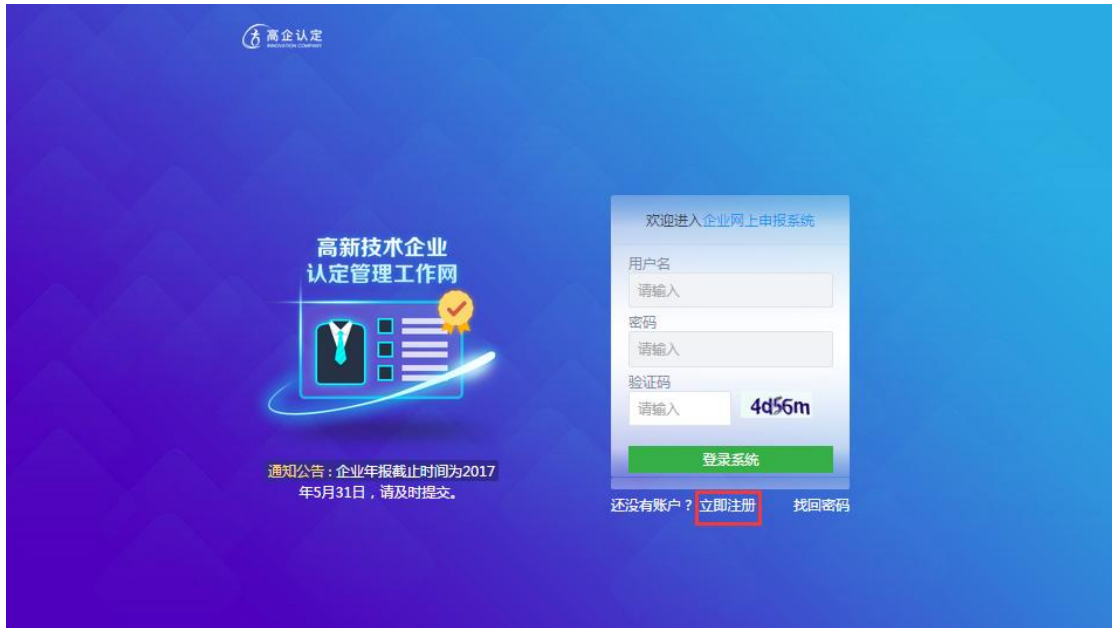 高企认定
INNOVATION COMPANY
欢迎进入企业网上申报系统
高新技术企业
认定管理工作网
用户名
请输入
密码
请输入
验证码
请输入
4d56m
登录系统
通知公告：企业年报截止时间为2017
年5月31日，请及时提交。
还没有账户？立即注册 找回密码